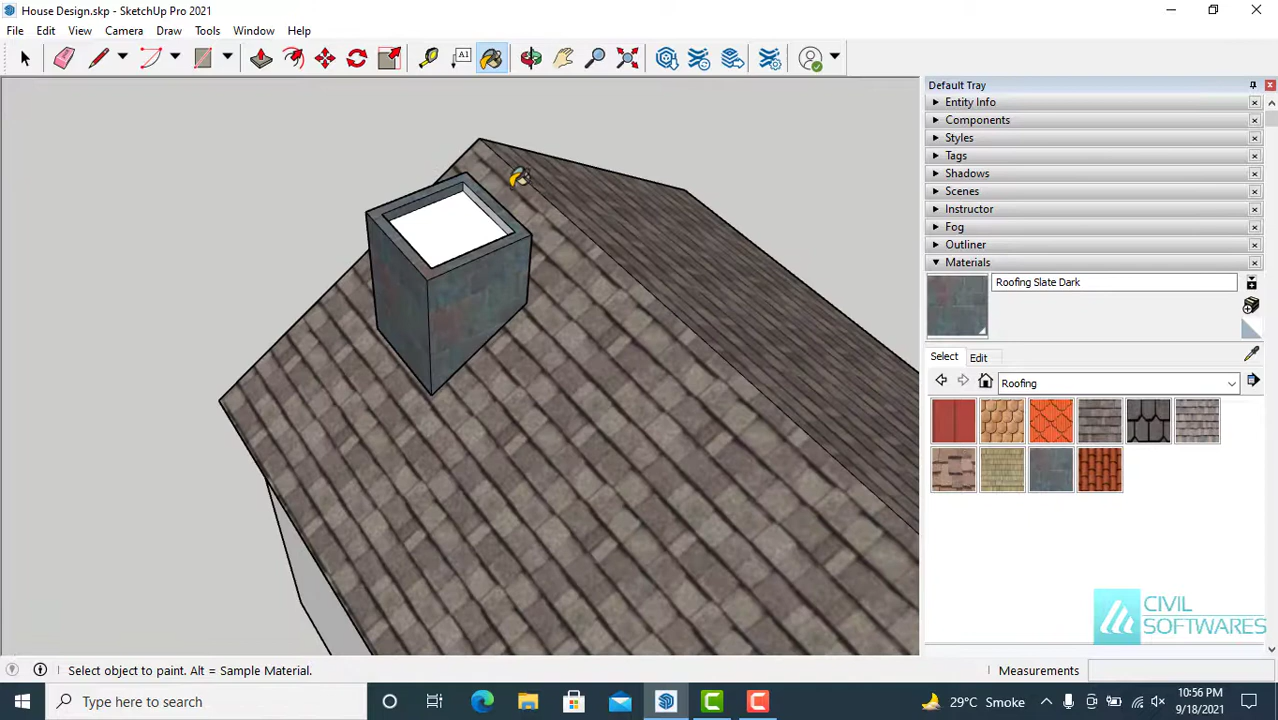 House Design.skp - SketchUp Pro 2021
File Edit View Camera Draw Tools Window Help
A1
Default Tray
Entity Info
Components
Styles
Tags
Shadows
Scenes
Instructor
Fog
Outliner
Materials
Roofing Slate Dark
Select Edit
Roofing
CIVIL
SOFTWARES
Select object to paint. Alt = Sample Material.
Measurements
Type here to search
29°C Smoke
10:56 PM
9/18/2021